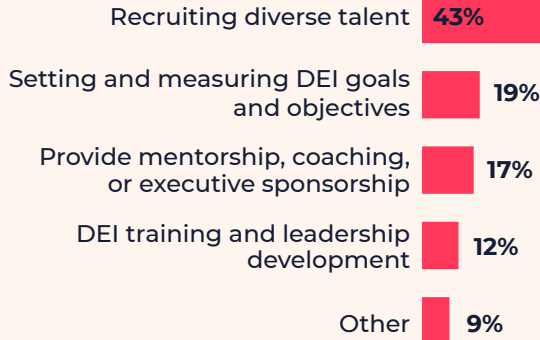 Recruiting diverse talent 43%
Setting and measuring DEI goals
and objectives 19%
Provide mentorship, coaching,
or executive sponsorship 17%
DEI training and leadership
development 12%
Other 9%